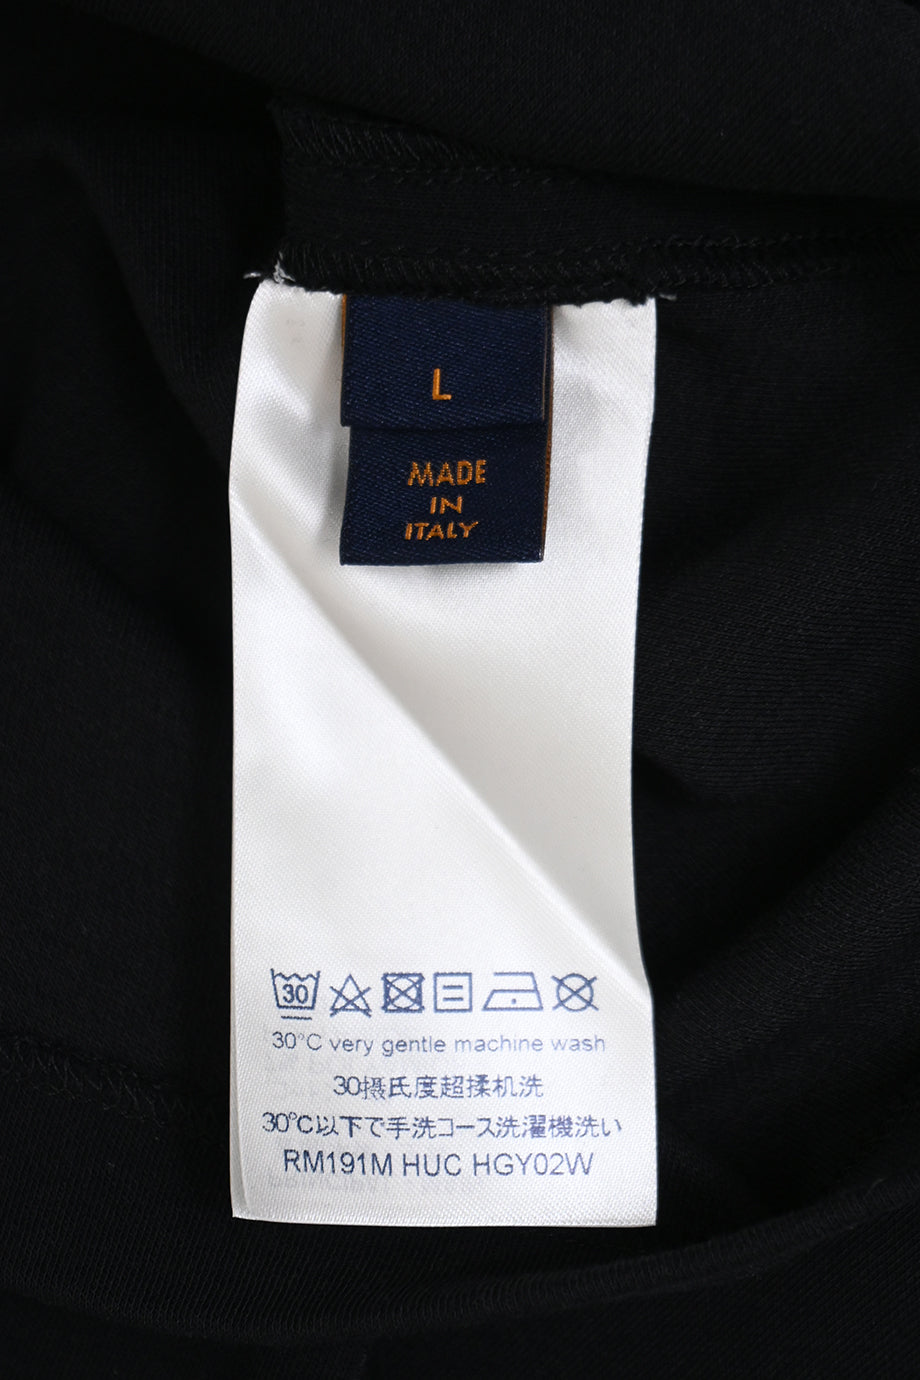 L
MADE
IN
ITALY
30
30°C very gentle machine wash
30摄氏度超揉机洗
30℃以下で手洗コース洗濯機洗い
RM191M HUC HGY02W